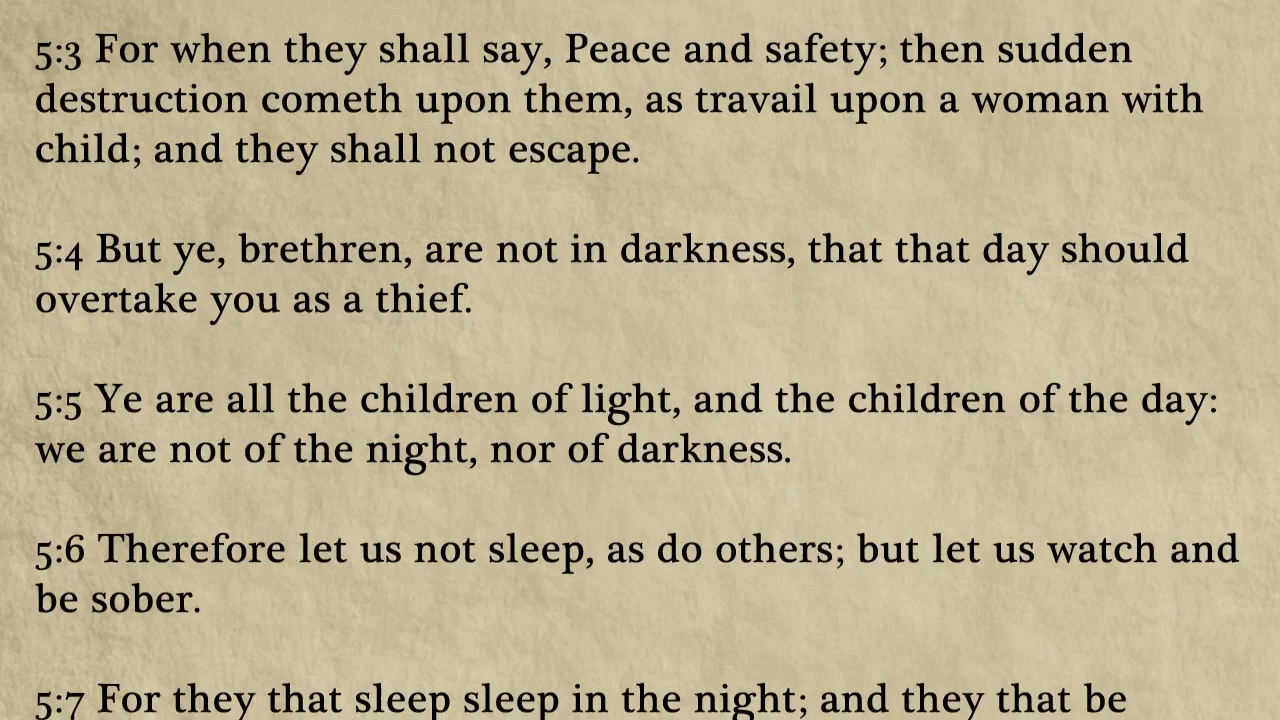 5:3 For when they shall say, Peace and safety; then sudden
destruction cometh upon them, as travail upon a woman with
child; and they shall not escape.
5:4 But ye, brethren, are not in darkness, that that day should
overtake you as a thief.
5:5 Ye are all the children of light, and the children of the day:
we are not of the night, nor of darkness.
5:6 Therefore let us not sleep, as do others; but let us watch and
be sober.
5:7 For they that sleep sleep in the night; and they that be